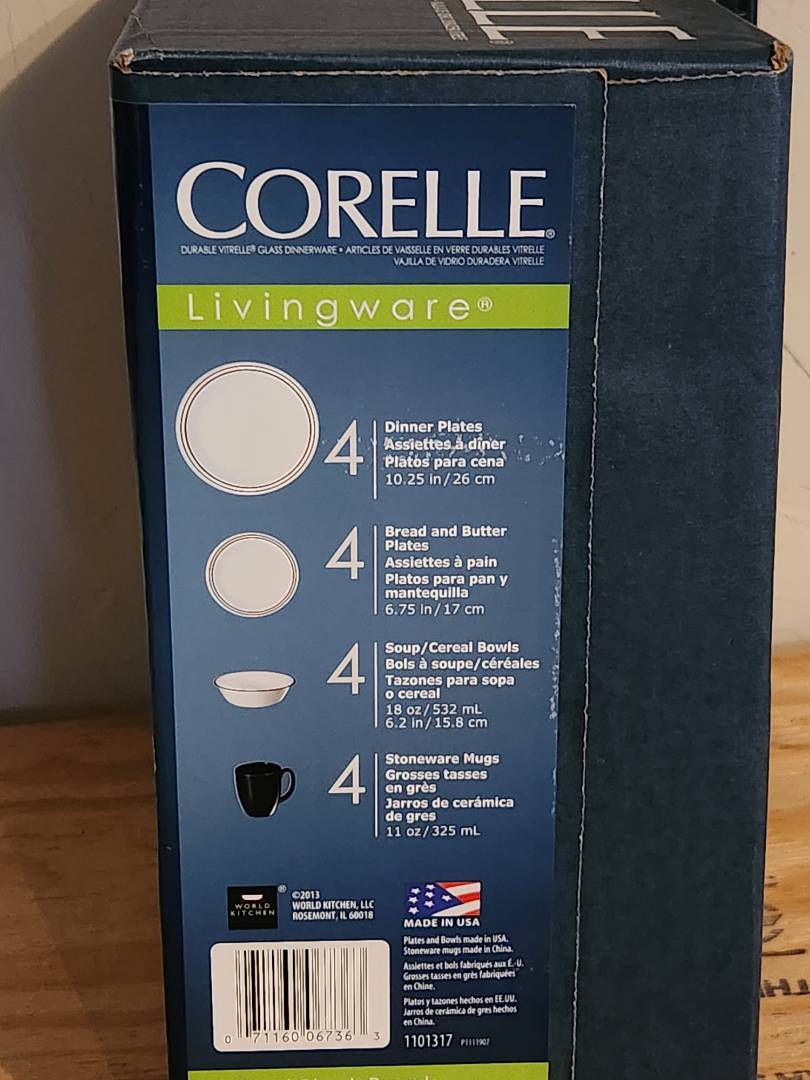 CORELLE®
DURABLE VITRELLE® GLASS DINNERWARE • ARTICLES DE VAISSELLE EN VERRE DURABLES VITRELLE
VAJILLA DE VIDRIO DURADERA VITRELLE
Livingware®
4
Dinner Plates
Assiettes à dîner
Platos para cena
10.25 in/26 cm
4
Bread and Butter
Plates
Assiettes à pain
Platos para pan y
mantequilla
6.75 in/17 cm
4
Soup/Cereal Bowls
Bols à soupe/céréales
Tazones para sopa
o cereal
18 oz/532 mL
6.2 in/15.8 cm
4
Stoneware Mugs
Grosses tasses
en grès
Jarros de cerámica
de gres
11 oz/325 mL
WORLD
KITCHEN
®
©2013
WORLD KITCHEN, LLC
ROSEMONT, IL 60018
MADE IN USA
Plates and Bowls made in USA.
Stoneware mugs made in China.
Assiettes et bols fabriqués aux É.-U.
Grosses tasses en grès fabriquées
en Chine.
Platos y tazones hechos en EE.UU.
Jarros de cerámica de gres hechos
en China.
0 71160 06736 3
1101317 P1111907